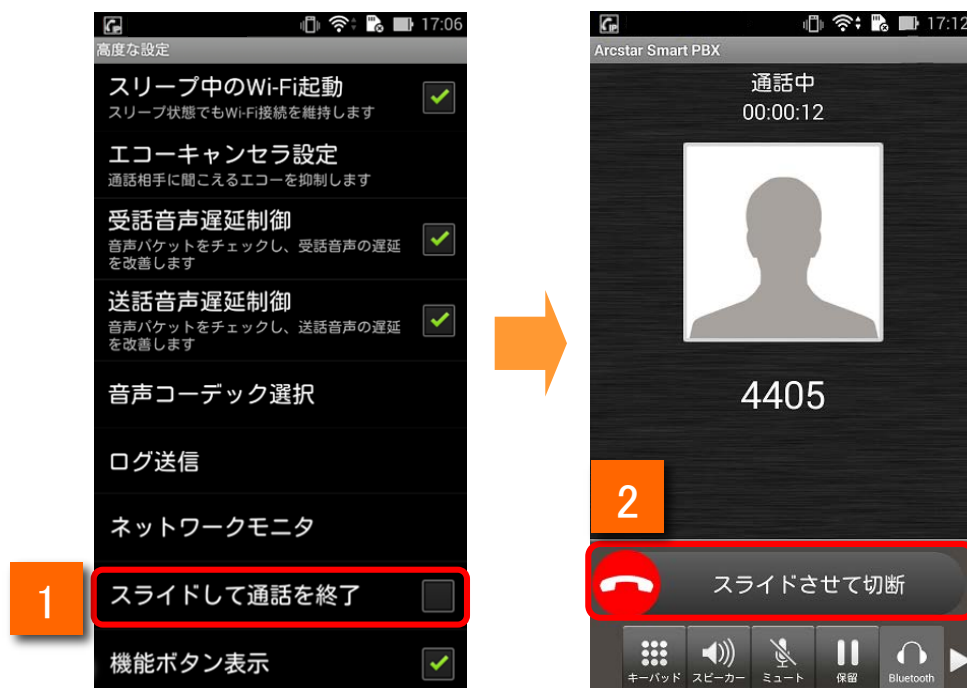 17:06
高度な設定
スリープ中のWi-Fi起動
スリープ状態でもWi-Fi接続を維持します
エコーキャンセラ設定
通話相手に聞こえるエコーを抑制します
受話音声遅延制御
音声パケットをチェックし、受話音声の遅延
を改善します
送話音声遅延制御
音声パケットをチェックし、送話音声の遅延
を改善します
音声コーデック選択
ログ送信
ネットワークモニタ
1
スライドして通話を終了
機能ボタン表示
17:12
Arcstar Smart PBX
通話中
00:00:12
4405
2
スライドさせて切断
キーパッド
スピーカー
ミュート
保留
Bluetooth